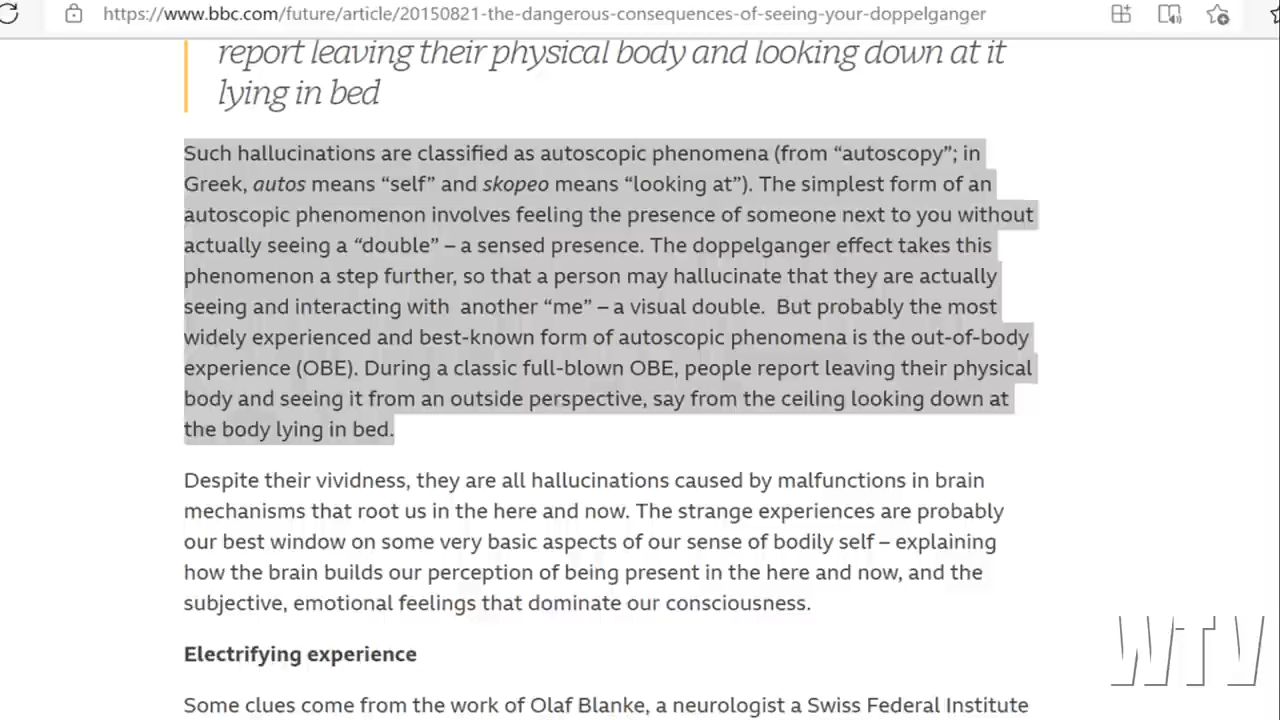 https://www.bbc.com/future/article/20150821-the-dangerous-consequences-of-seeing-your-doppelganger
report leaving their physical body and looking down at it
lying in bed
Such hallucinations are classified as autoscopic phenomena (from “autoscopy”; in
Greek, autos means “self” and skopeo means “looking at”). The simplest form of an
autoscopic phenomenon involves feeling the presence of someone next to you without
actually seeing a “double” – a sensed presence. The doppelganger effect takes this
phenomenon a step further, so that a person may hallucinate that they are actually
seeing and interacting with  another “me” – a visual double.  But probably the most
widely experienced and best-known form of autoscopic phenomena is the out-of-body
experience (OBE). During a classic full-blown OBE, people report leaving their physical
body and seeing it from an outside perspective, say from the ceiling looking down at
the body lying in bed.
Despite their vividness, they are all hallucinations caused by malfunctions in brain
mechanisms that root us in the here and now. The strange experiences are probably
our best window on some very basic aspects of our sense of bodily self – explaining
how the brain builds our perception of being present in the here and now, and the
subjective, emotional feelings that dominate our consciousness.
Electrifying experience
Some clues come from the work of Olaf Blanke, a neurologist a Swiss Federal Institute
WTV